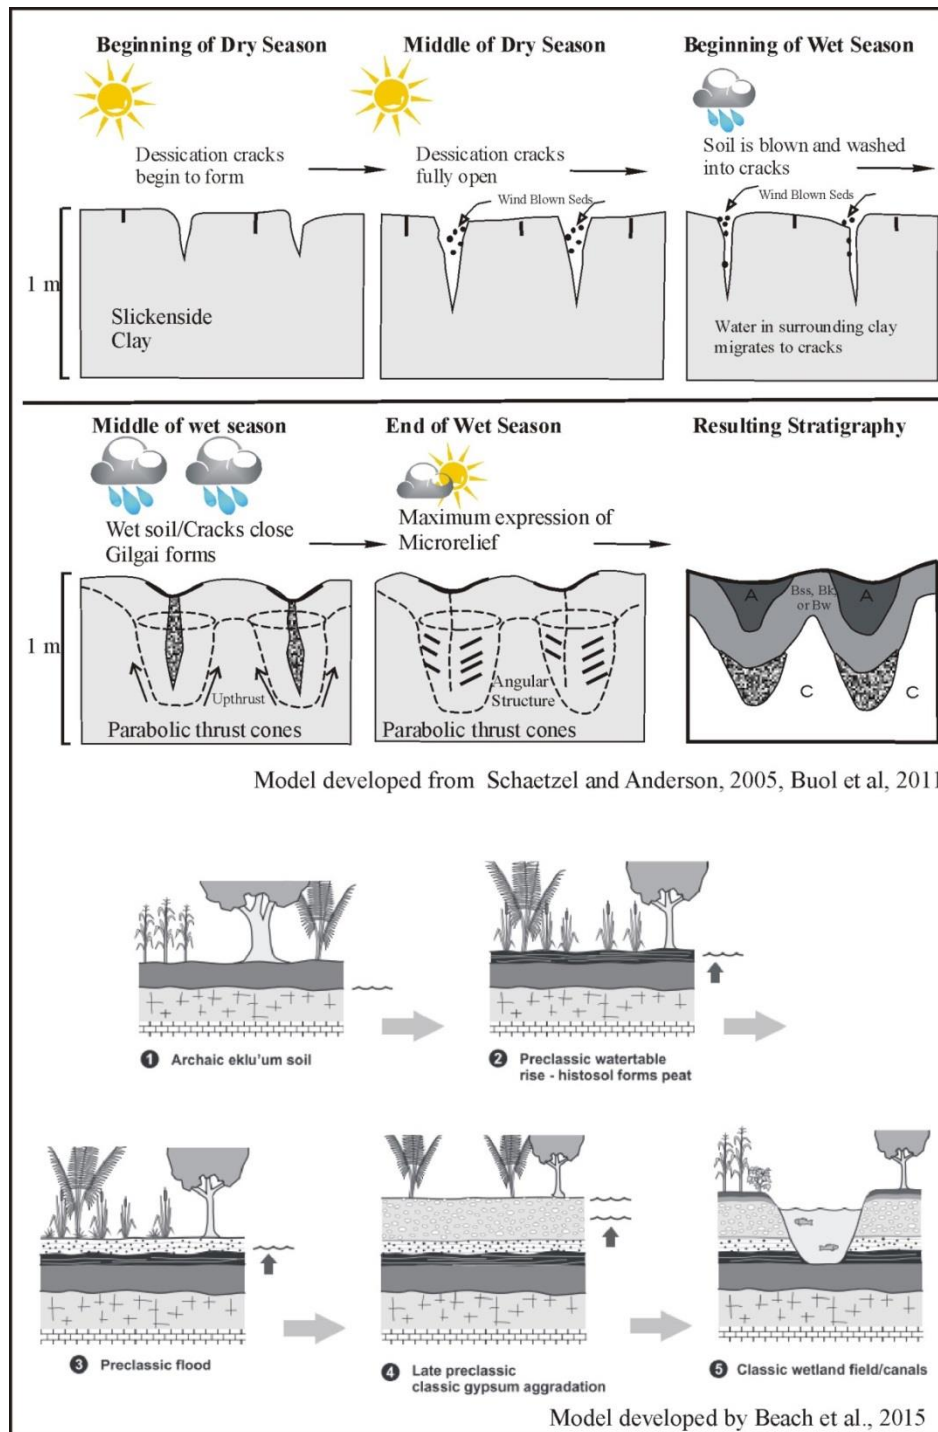 Beginning of Dry Season
Middle of Dry Season
Beginning of Wet Season
Dessication cracks
begin to form
Dessication cracks
fully open
Soil is blown and washed
into cracks
Wind Blown Seds
Wind Blown Seds
1 m
Slickenside
Clay
Water in surrounding clay
migrates to cracks
Middle of wet season
End of Wet Season
Resulting Stratigraphy
Wet soil/Cracks close
Gilgai forms
Maximum expression of
Microrelief
1 m
Upthrust
Parabolic thrust cones
Angular
Structure
Parabolic thrust cones
A
Bss, Bk,
or Bw
A
C
C
Model developed from Schaetzel and Anderson, 2005, Buol et al, 2011
1 Archaic eklu'um soil
2 Preclassic watertable
rise - histosol forms peat
3 Preclassic flood
4 Late preclassic
classic gypsum aggradation
5 Classic wetland field/canals
Model developed by Beach et al., 2015